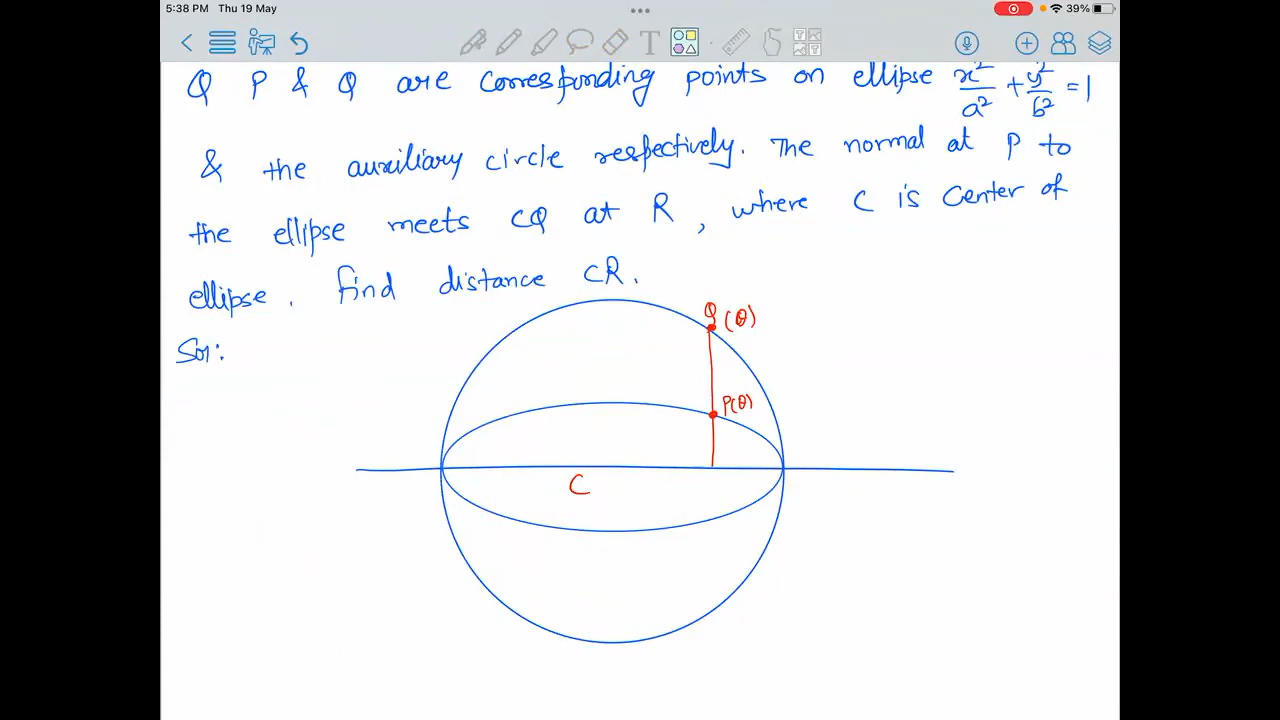 5:38 PM Thu 19 May
39%
T
Q P & Q are corresponding points on ellipse x²/a² + y²/b² = 1
& the auxiliary circle respectively. The normal at P to
the ellipse meets CQ at R, where C is Center of
ellipse. find distance CR.
Sol:
Q (θ)
P(θ)
C